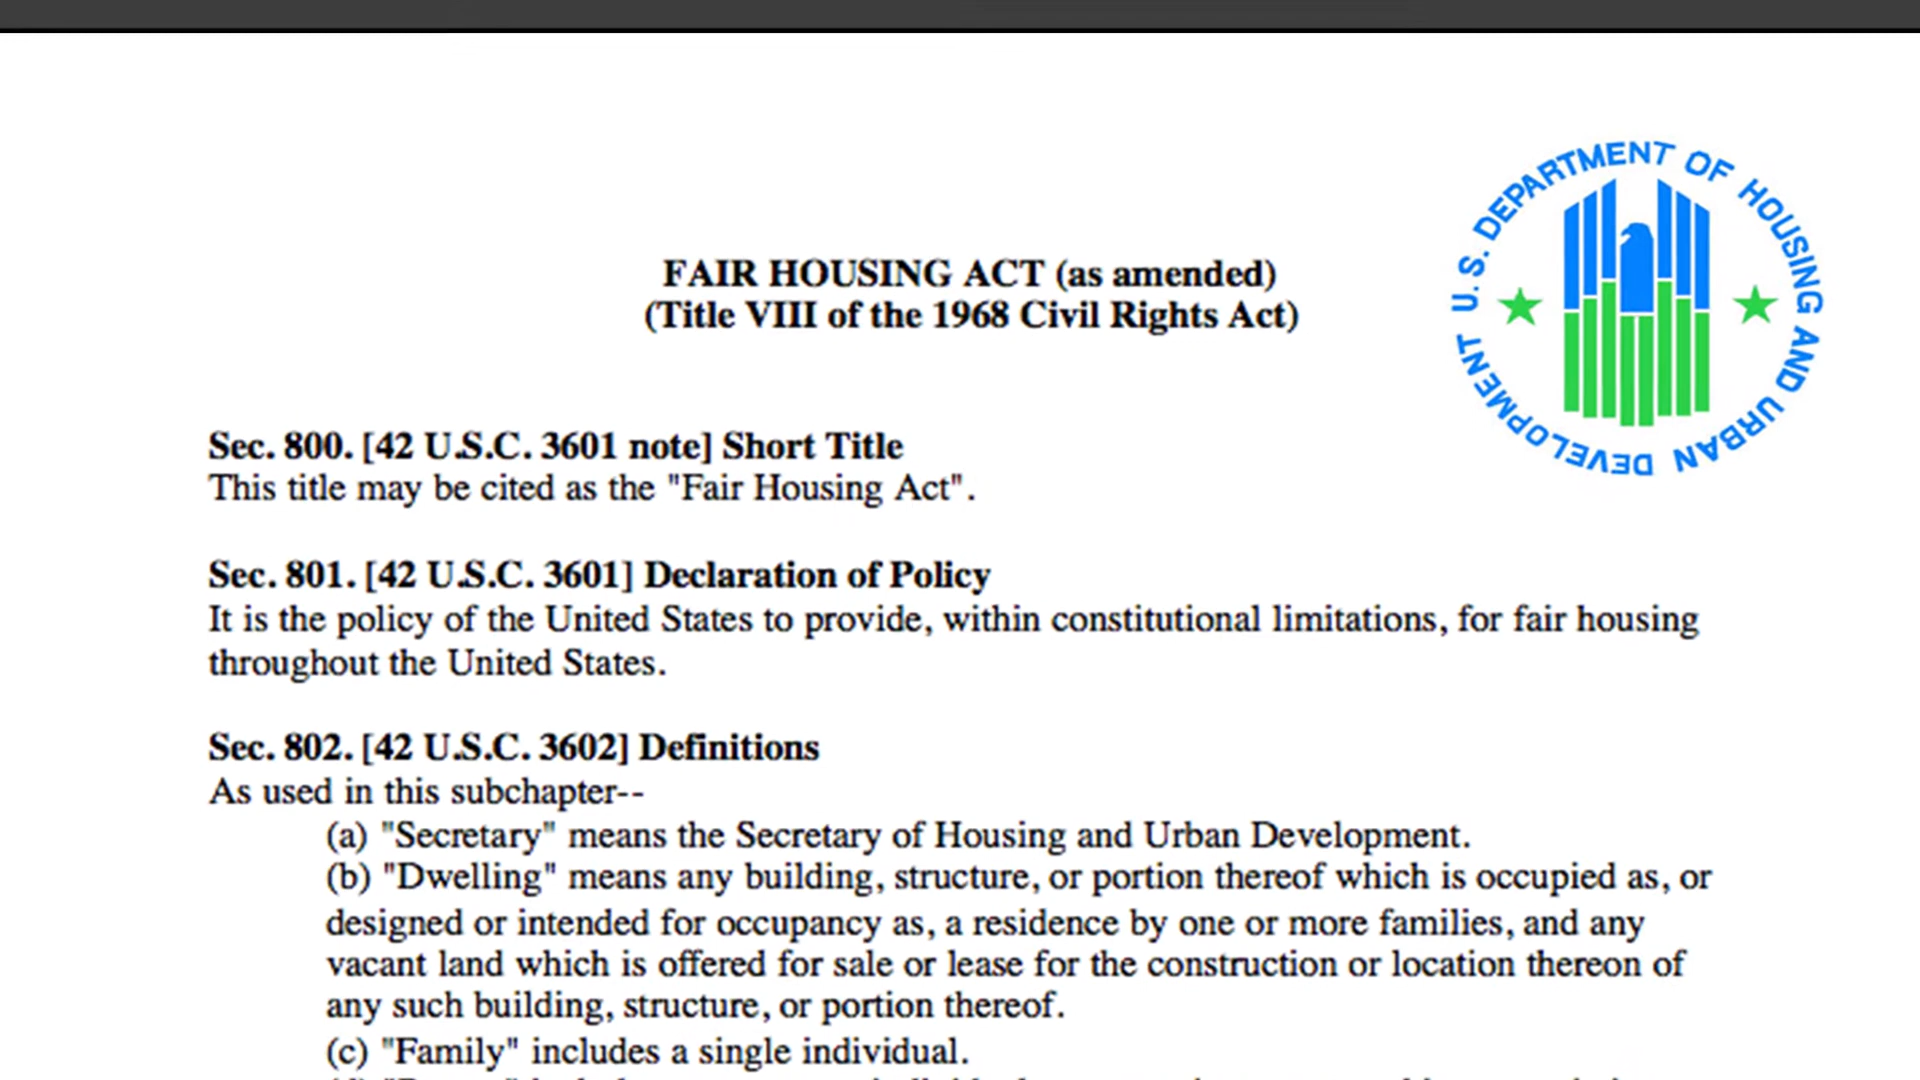 U.S. DEPARTMENT OF HOUSING AND URBAN DEVELOPMENT
FAIR HOUSING ACT (as amended)
(Title VIII of the 1968 Civil Rights Act)
Sec. 800. [42 U.S.C. 3601 note] Short Title
This title may be cited as the "Fair Housing Act".
Sec. 801. [42 U.S.C. 3601] Declaration of Policy
It is the policy of the United States to provide, within constitutional limitations, for fair housing
throughout the United States.
Sec. 802. [42 U.S.C. 3602] Definitions
As used in this subchapter--
(a) "Secretary" means the Secretary of Housing and Urban Development.
(b) "Dwelling" means any building, structure, or portion thereof which is occupied as, or
designed or intended for occupancy as, a residence by one or more families, and any
vacant land which is offered for sale or lease for the construction or location thereon of
any such building, structure, or portion thereof.
(c) "Family" includes a single individual.